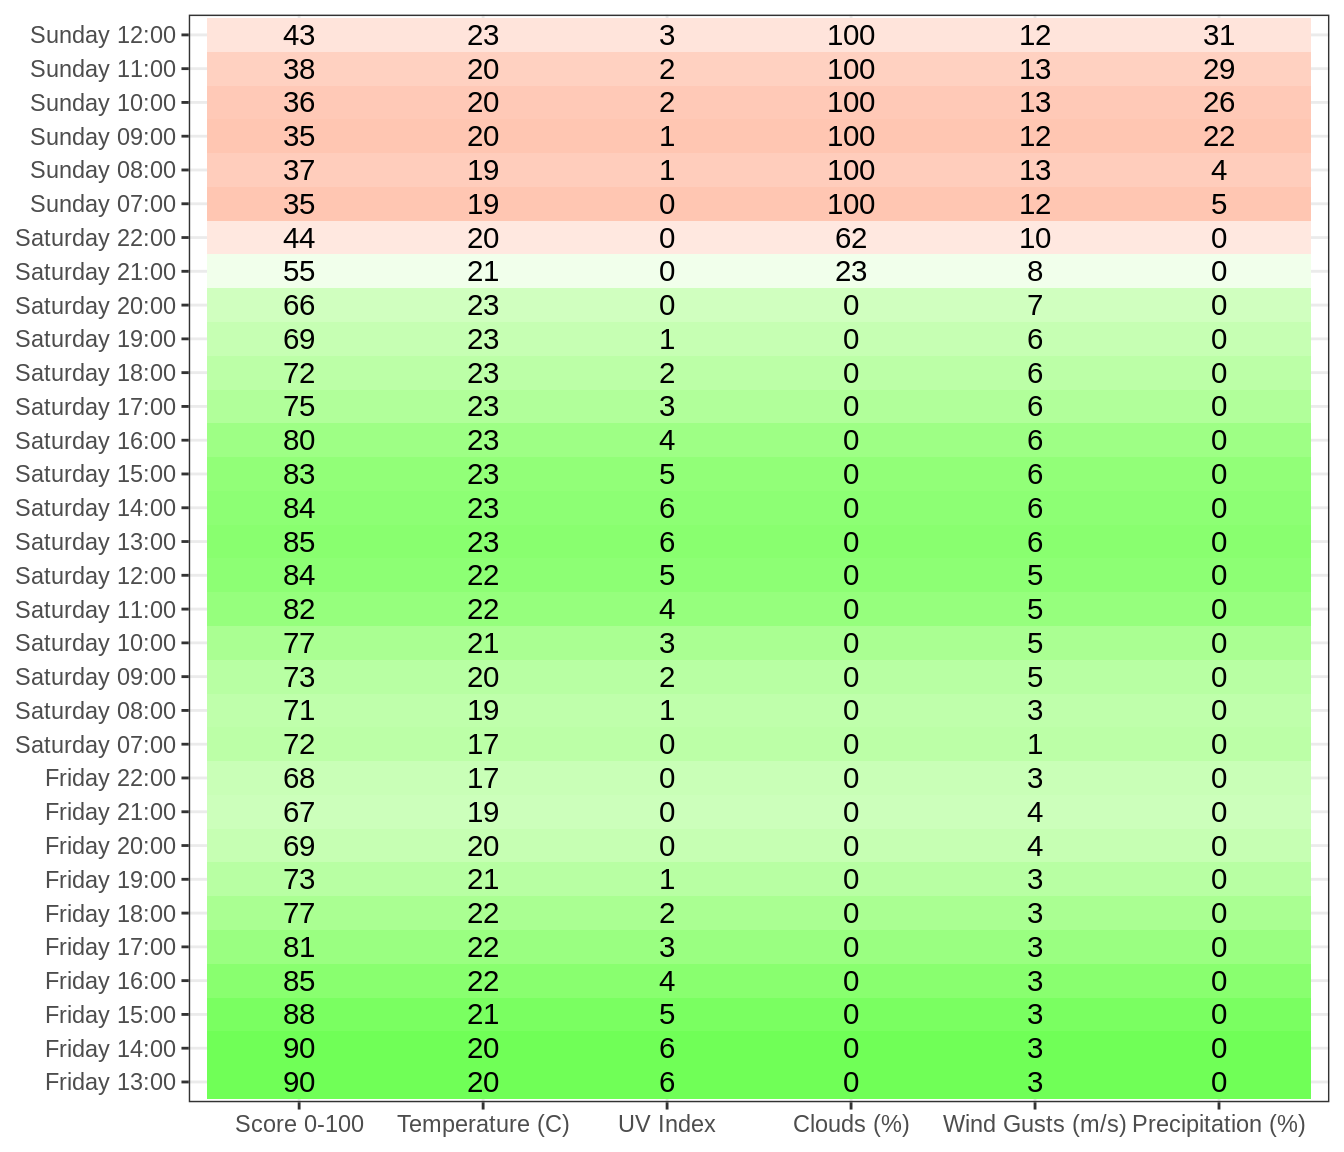 Sunday 12:00 43 23 3 100 12 31
Sunday 11:00 38 20 2 100 13 29
Sunday 10:00 36 20 2 100 13 26
Sunday 09:00 35 20 1 100 12 22
Sunday 08:00 37 19 1 100 13 4
Sunday 07:00 35 19 0 100 12 5
Saturday 22:00 44 20 0 62 10 0
Saturday 21:00 55 21 0 23 8 0
Saturday 20:00 66 23 0 0 7 0
Saturday 19:00 69 23 1 0 6 0
Saturday 18:00 72 23 2 0 6 0
Saturday 17:00 75 23 3 0 6 0
Saturday 16:00 80 23 4 0 6 0
Saturday 15:00 83 23 5 0 6 0
Saturday 14:00 84 23 6 0 6 0
Saturday 13:00 85 23 6 0 6 0
Saturday 12:00 84 22 5 0 5 0
Saturday 11:00 82 22 4 0 5 0
Saturday 10:00 77 21 3 0 5 0
Saturday 09:00 73 20 2 0 5 0
Saturday 08:00 71 19 1 0 3 0
Saturday 07:00 72 17 0 0 1 0
Friday 22:00 68 17 0 0 3 0
Friday 21:00 67 19 0 0 4 0
Friday 20:00 69 20 0 0 4 0
Friday 19:00 73 21 1 0 3 0
Friday 18:00 77 22 2 0 3 0
Friday 17:00 81 22 3 0 3 0
Friday 16:00 85 22 4 0 3 0
Friday 15:00 88 21 5 0 3 0
Friday 14:00 90 20 6 0 3 0
Friday 13:00 90 20 6 0 3 0
Score 0-100 Temperature (C) UV Index Clouds (%) Wind Gusts (m/s) Precipitation (%)